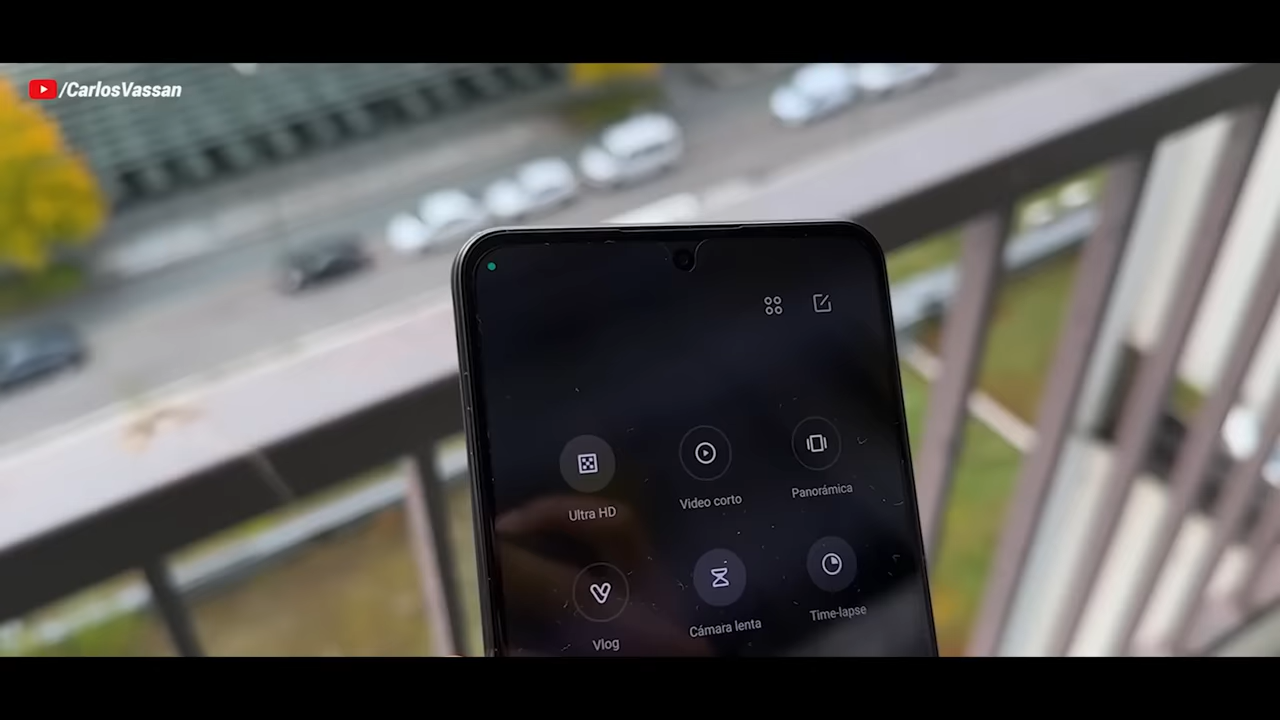 /CarlosVassan
Ultra HD
Video corto
Panorámica
Vlog
Cámara lenta
Time-lapse